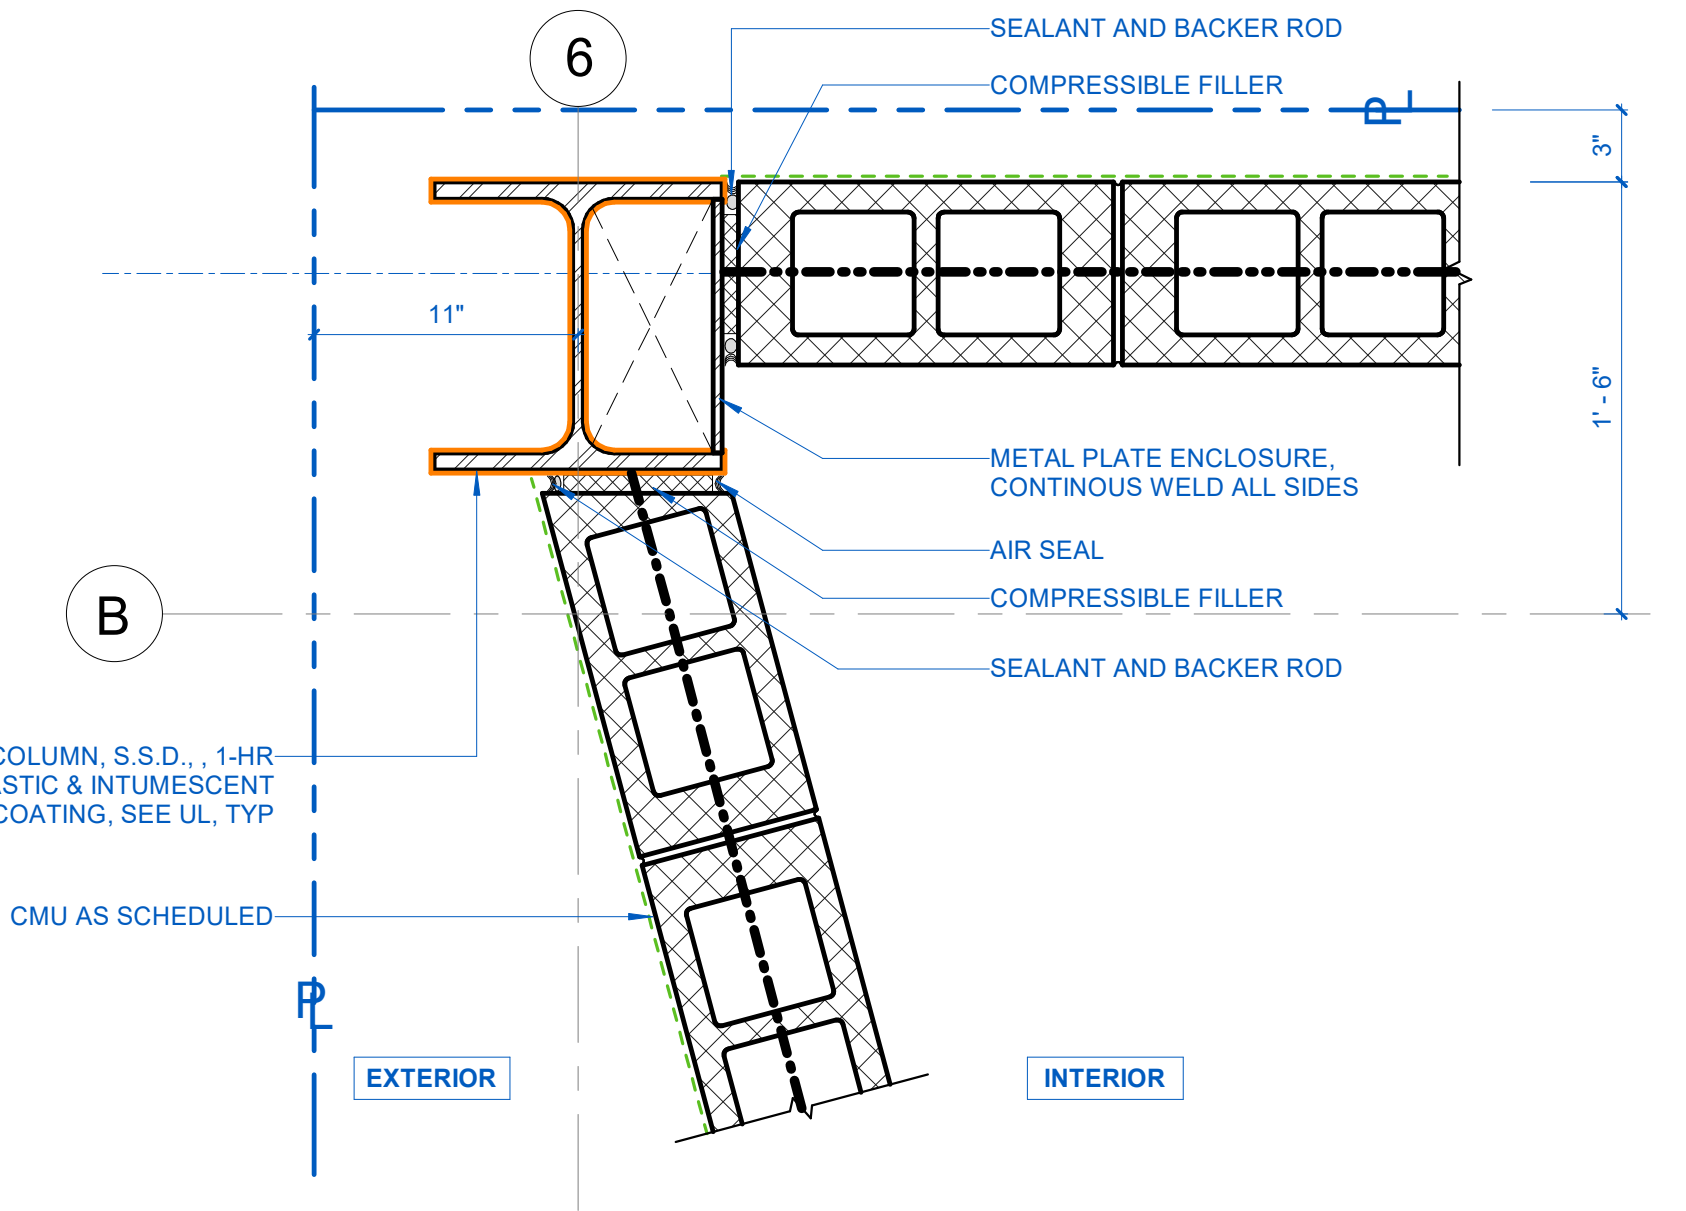 6
SEALANT AND BACKER ROD
COMPRESSIBLE FILLER
PL
3"
11"
1' - 6"
METAL PLATE ENCLOSURE,
CONTINOUS WELD ALL SIDES
AIR SEAL
COMPRESSIBLE FILLER
B
SEALANT AND BACKER ROD
COLUMN, S.S.D., , 1-HR
& INTUMESCENT
COATING, SEE UL, TYP
CMU AS SCHEDULED
PL
EXTERIOR
INTERIOR